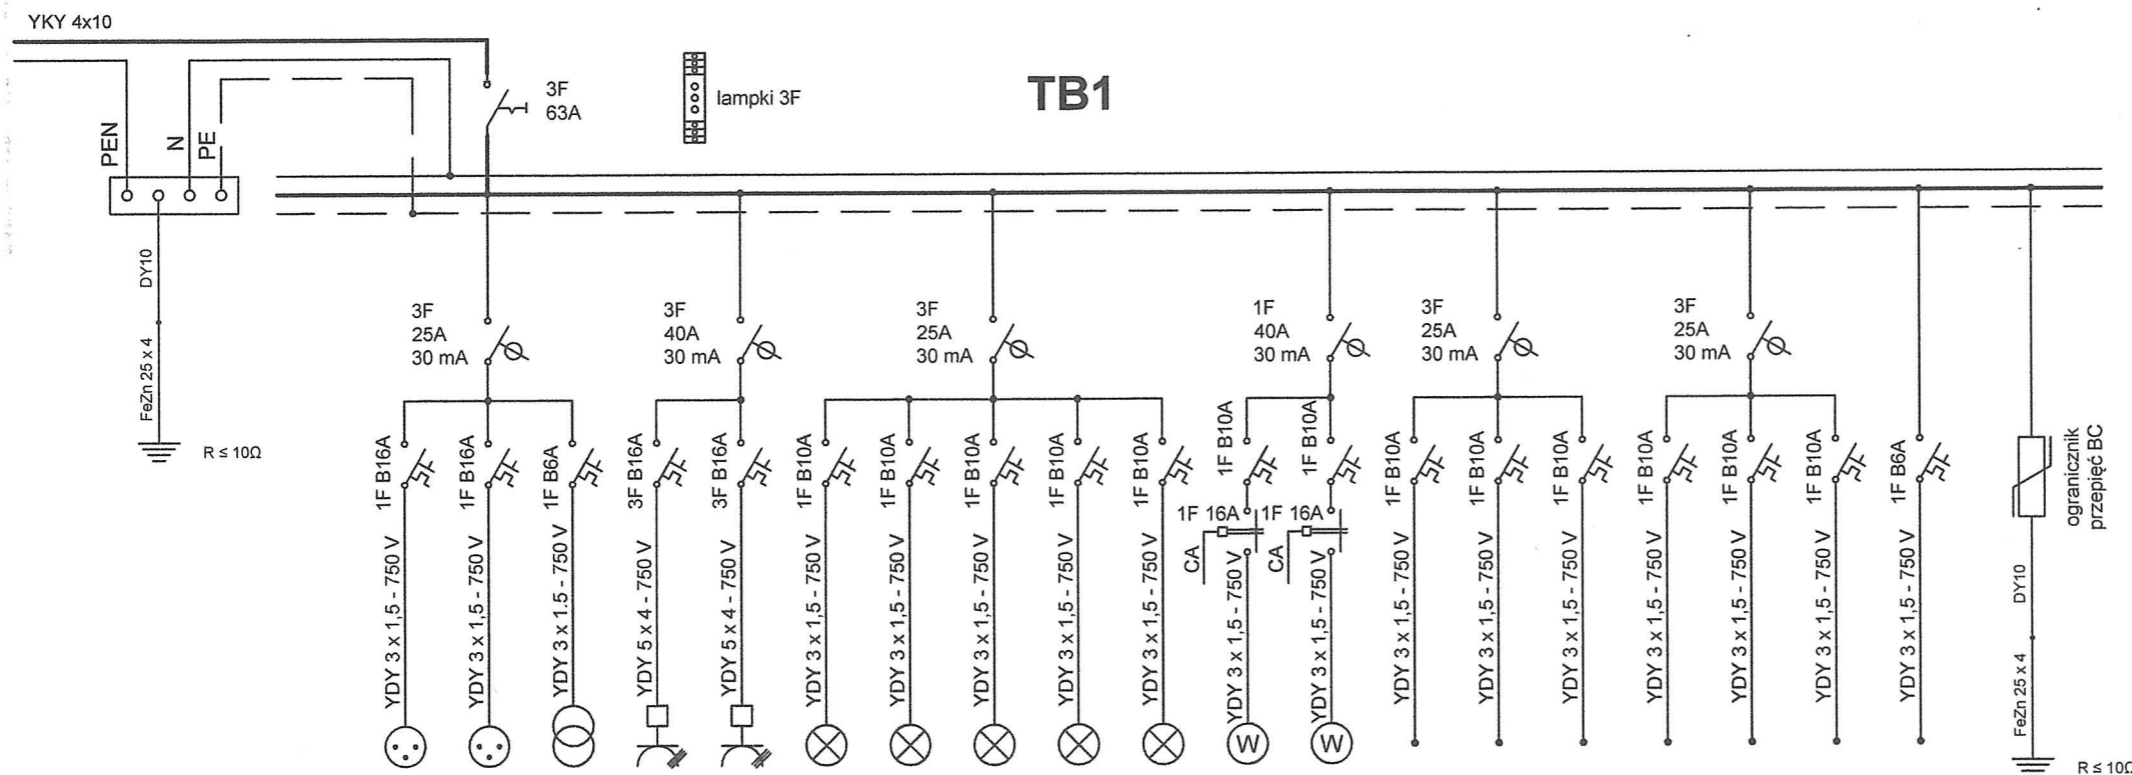 YKY 4x10
TB1
3F
63A
lampki 3F
PEN
N
PE
DY10
FeZn 25 x 4
R ≤ 10Ω
3F
25A
30 mA
3F
40A
30 mA
3F
25A
30 mA
1F
40A
30 mA
3F
25A
30 mA
3F
25A
30 mA
1F B16A
1F B16A
1F B6A
3F B16A
3F B16A
1F B10A
1F B10A
1F B10A
1F B10A
1F B10A
1F B10A
1F B10A
1F B10A
1F B10A
1F B10A
1F B10A
1F B10A
1F B10A
1F B6A
ogranicznik
przepięć BC
1F 16A
1F 16A
CA
CA
YDY 3 x 1,5 - 750 V
YDY 3 x 1,5 - 750 V
YDY 3 x 1.5 - 750 V
YDY 5 x 4 - 750 V
YDY 5 x 4 - 750 V
YDY 3 x 1,5 - 750 V
YDY 3 x 1,5 - 750 V
YDY 3 x 1,5 - 750 V
YDY 3 x 1,5 - 750 V
YDY 3 x 1,5 - 750 V
YDY 3 x 1,5 - 750 V
YDY 3 x 1,5 - 750 V
YDY 3 x 1,5 - 750 V
YDY 3 x 1,5 - 750 V
YDY 3 x 1,5 - 750 V
YDY 3 x 1,5 - 750 V
YDY 3 x 1,5 - 750 V
YDY 3 x 1,5 - 750 V
YDY 3 x 1,5 - 750 V
DY10
FeZn 25 x 4
W
W
R ≤ 10Ω